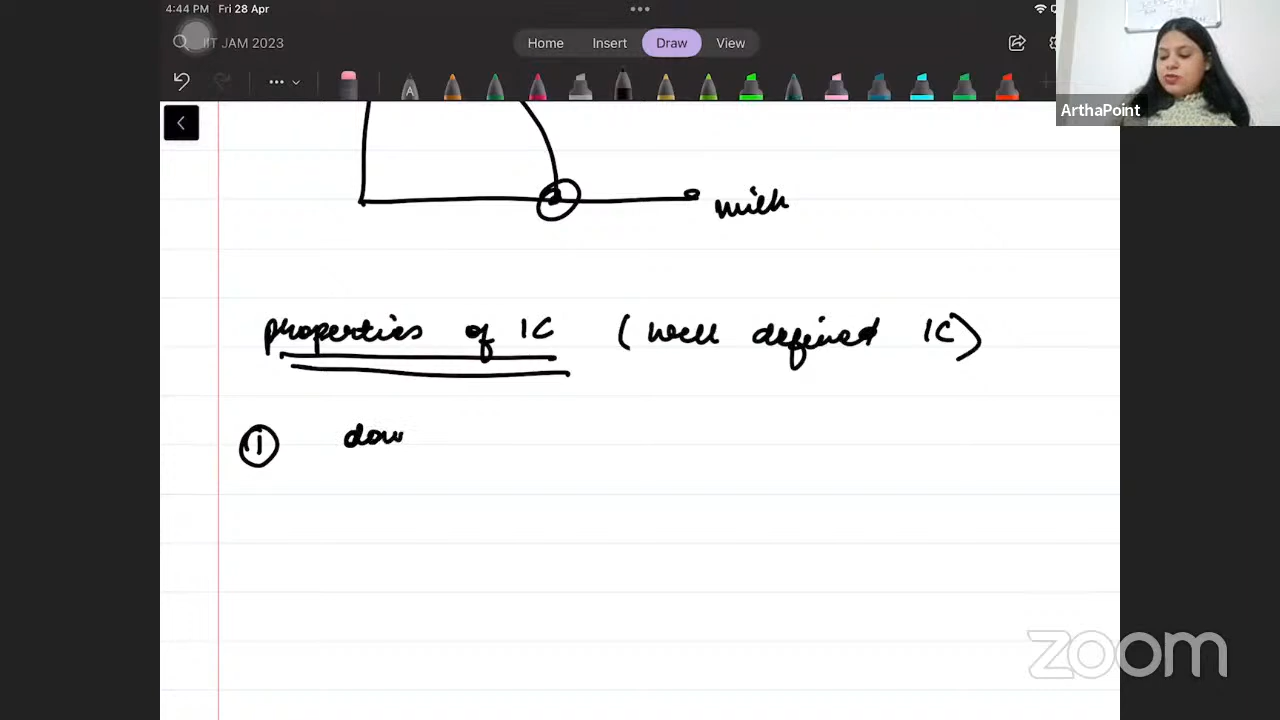 4:44 PM Fri 28 Apr
IIT JAM 2023
Home Insert Draw View
A
ArthaPoint
milk
properties of IC (well defined IC)
1 dow
zoom